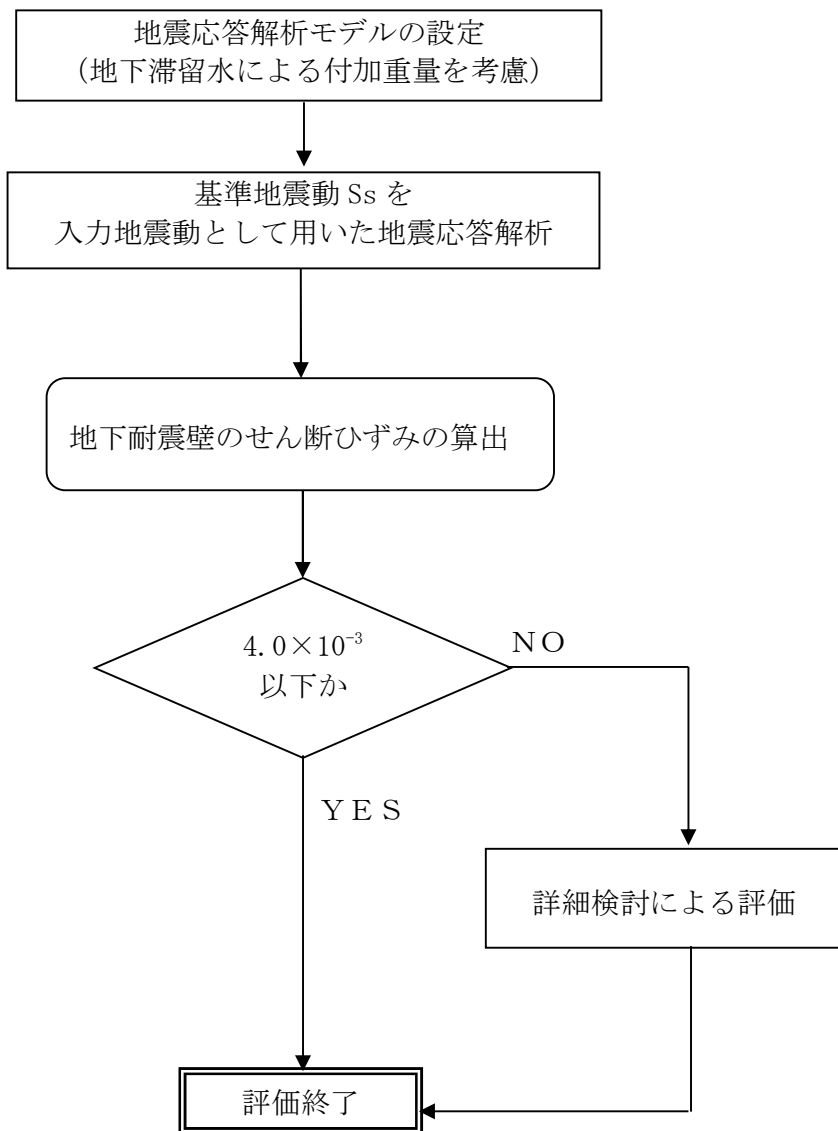 地震応答解析モデルの設定
（地下滞留水による付加重量を考慮）
基準地震動 Ss を
入力地震動として用いた地震応答解析
地下耐震壁のせん断ひずみの算出
4.0×10⁻³
以下か
ＮＯ
ＹＥＳ
詳細検討による評価
評価終了